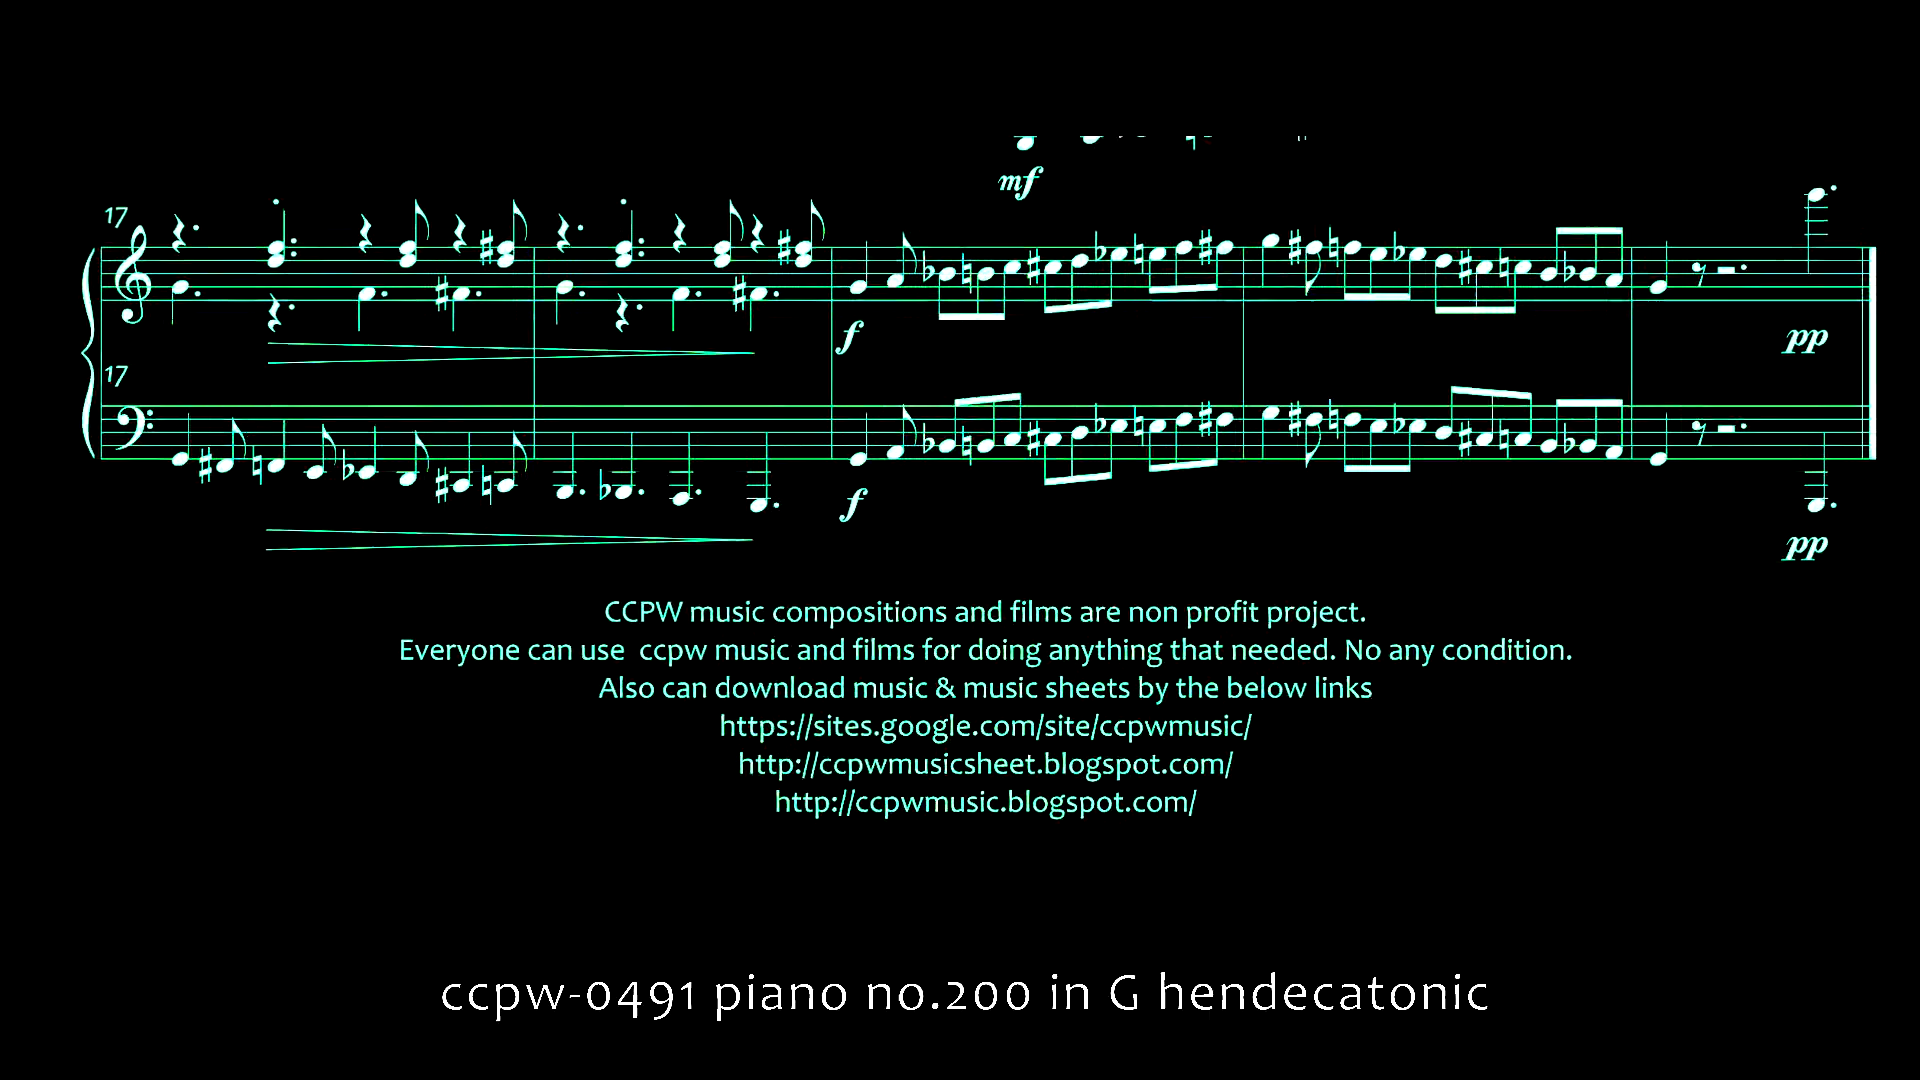 mf
17
f
pp
17
f
pp
CCPW music compositions and films are non profit project.
Everyone can use  ccpw music and films for doing anything that needed. No any condition.
Also can download music & music sheets by the below links
https://sites.google.com/site/ccpwmusic/
http://ccpwmusicsheet.blogspot.com/
http://ccpwmusic.blogspot.com/
ccpw-0491 piano no.200 in G hendecatonic